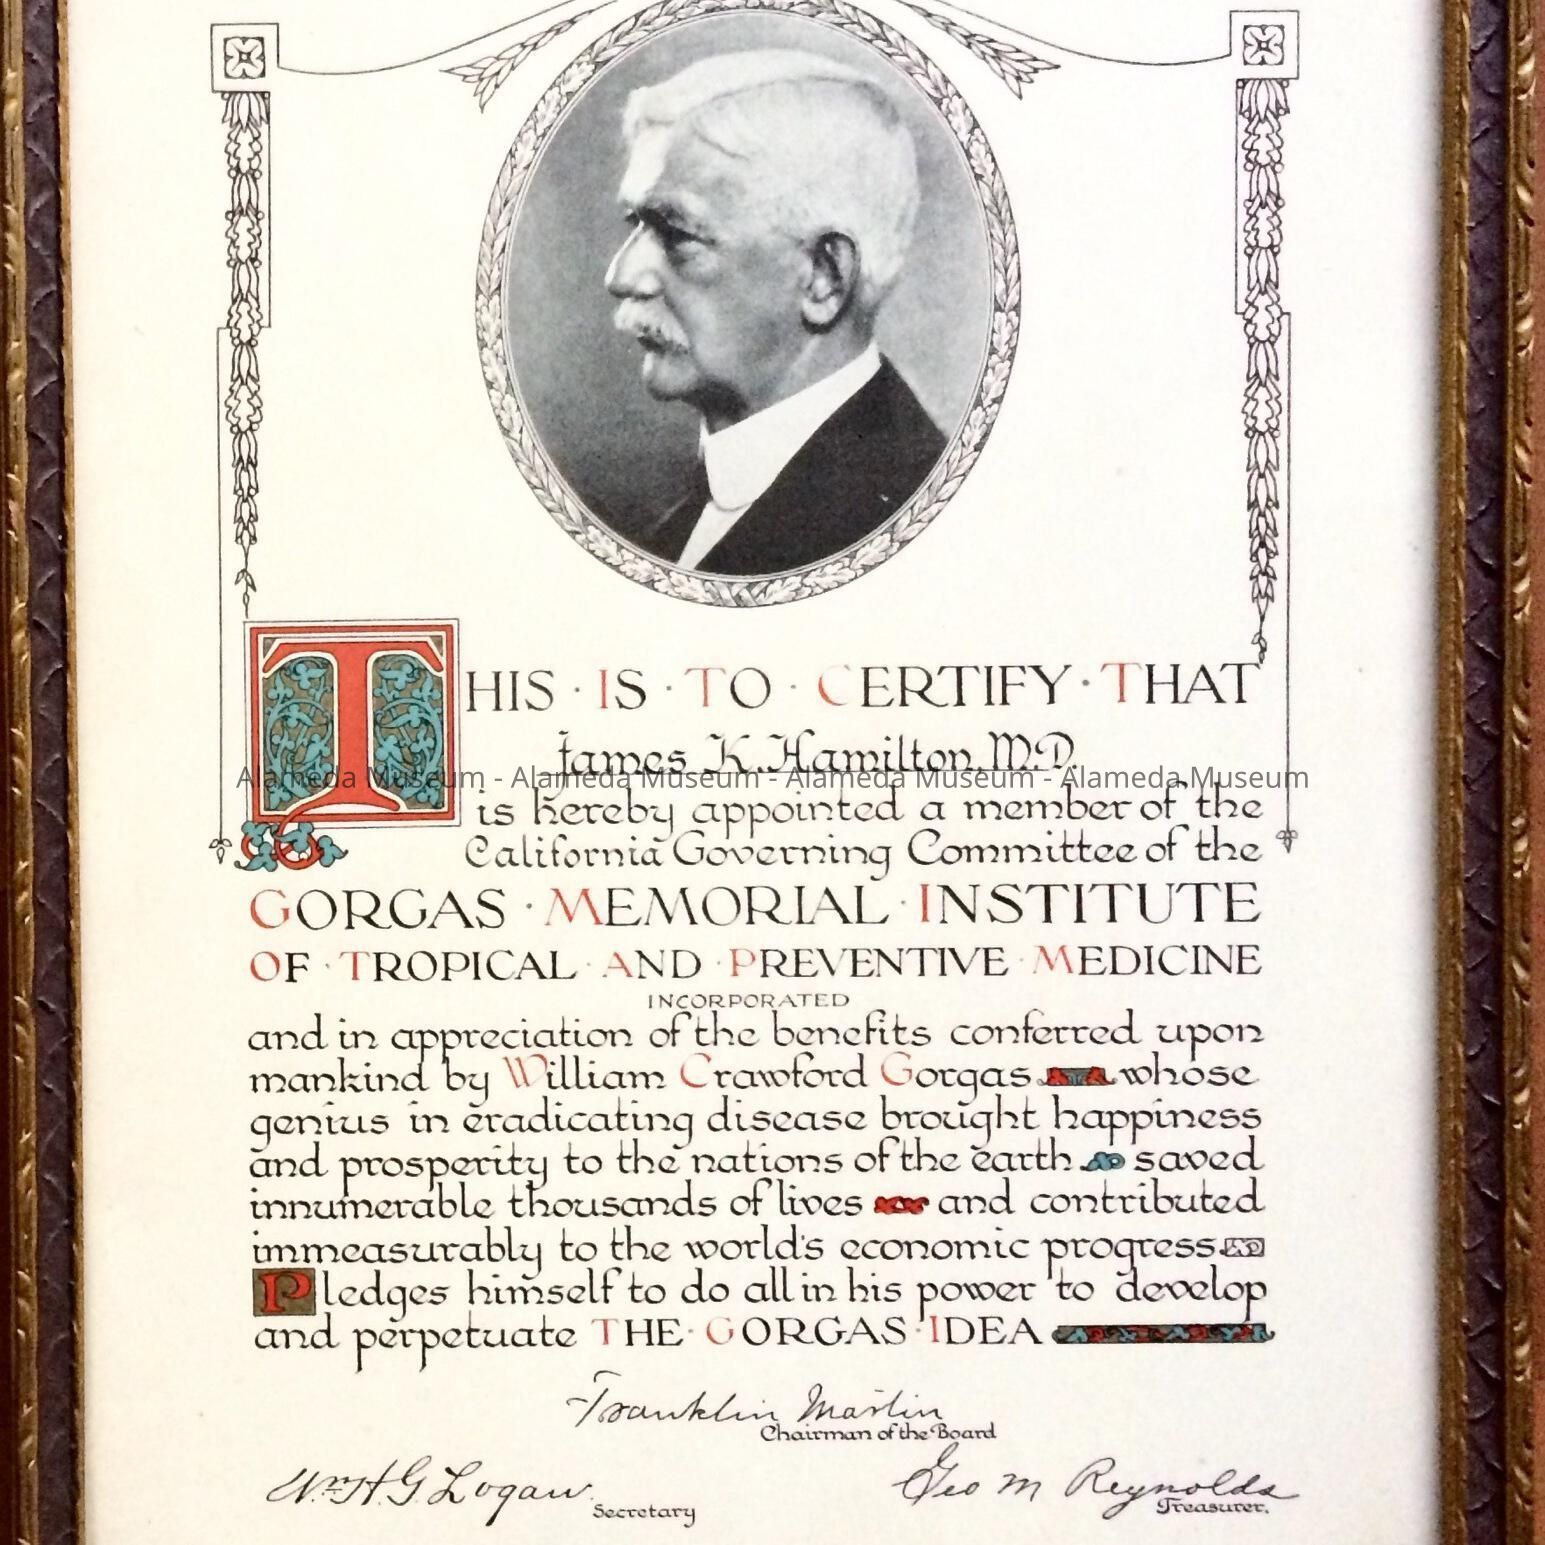 THIS · IS · TO · CERTIFY · THAT
James K. Hamilton, M.D.
Alameda Museum - Alameda Museum - Alameda Museum - Alameda Museum
is hereby appointed a member of the
California Governing Committee of the
GORGAS · MEMORIAL · INSTITUTE
OF · TROPICAL · AND · PREVENTIVE · MEDICINE
INCORPORATED
and in appreciation of the benefits conferred upon
mankind by William Crawford Gorgas whose
genius in eradicating disease brought happiness
and prosperity to the nations of the earth saved
innumerable thousands of lives and contributed
immeasurably to the world's economic progress
Pledges himself to do all in his power to develop
and perpetuate THE · GORGAS · IDEA
Franklin Martin
Chairman of the Board
Wm H. G. Logan
Secretary
Geo M Reynolds
Treasurer.